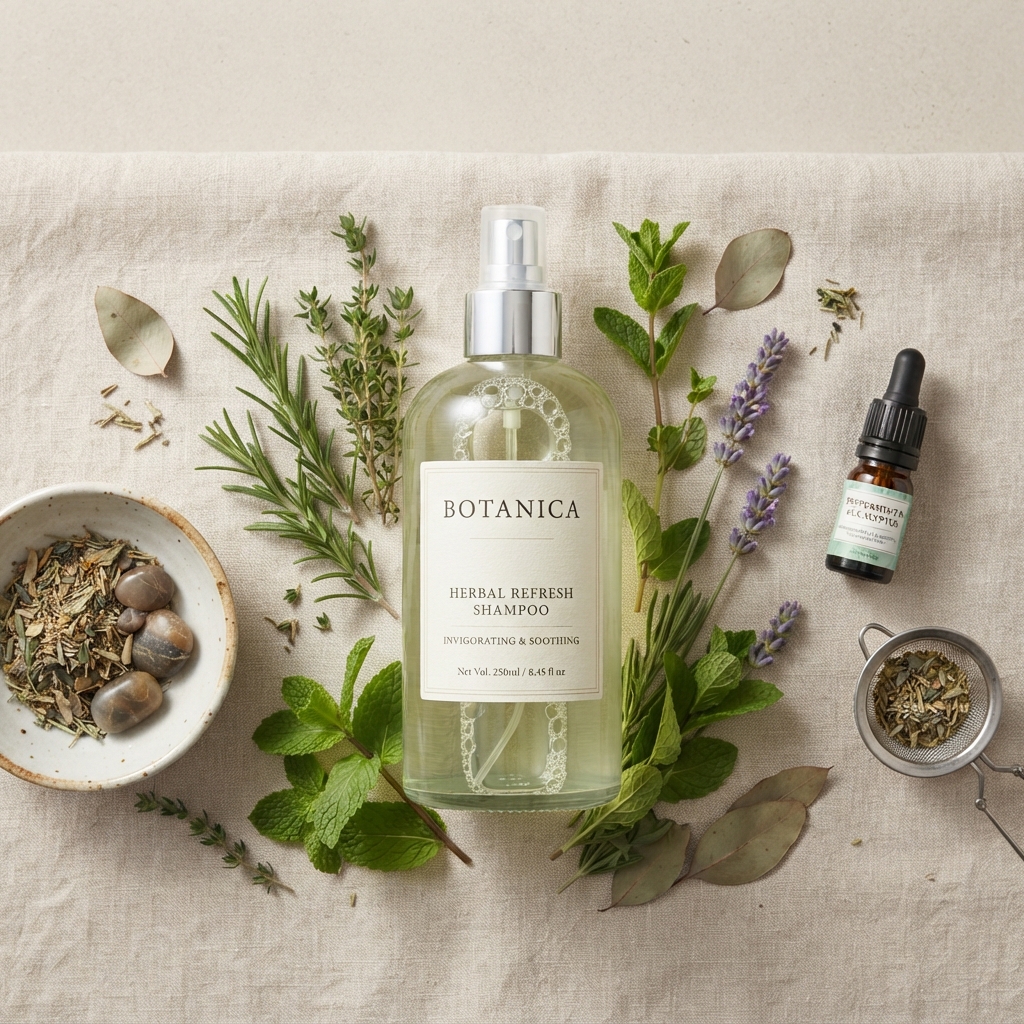 BOTANICA
HERBAL REFRESH
SHAMPOO
INVIGORATING & SOOTHING
Net Vol. 250ml / 8.45 fl oz